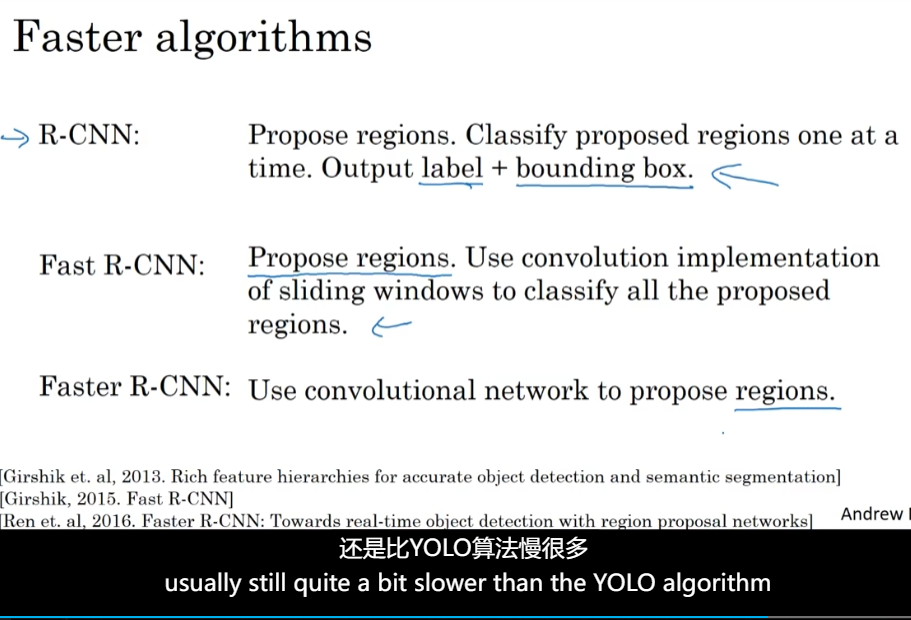 Faster algorithms
R-CNN: Propose regions. Classify proposed regions one at a
time. Output label + bounding box.
Fast R-CNN: Propose regions. Use convolution implementation
of sliding windows to classify all the proposed
regions.
Faster R-CNN: Use convolutional network to propose regions.
[Girshik et. al, 2013. Rich feature hierarchies for accurate object detection and semantic segmentation]
[Girshik, 2015. Fast R-CNN]
[Ren et. al, 2016. Faster R-CNN: Towards real-time object detection with region proposal networks]
Andrew
还是比YOLO算法慢很多
usually still quite a bit slower than the YOLO algorithm